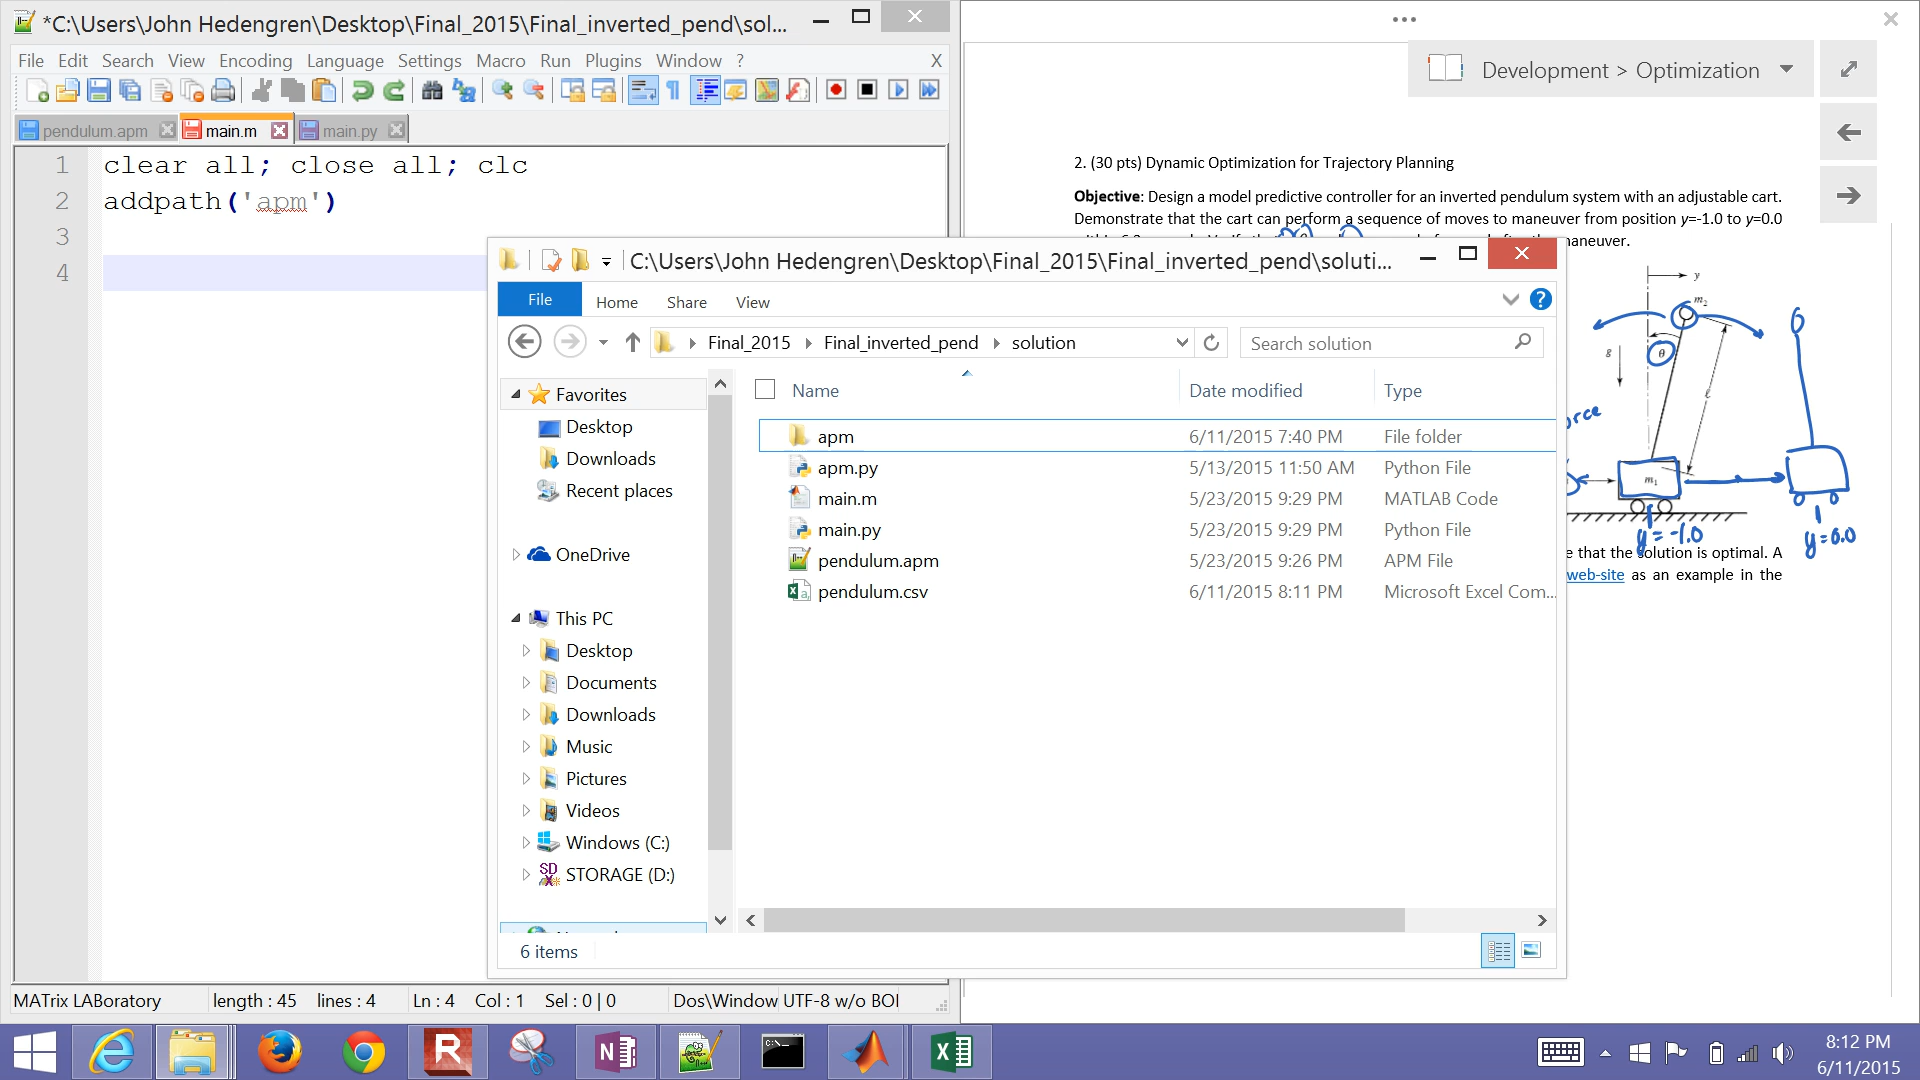 *C:\Users\John Hedengren\Desktop\Final_2015\Final_inverted_pend\sol...
File Edit Search View Encoding Language Settings Macro Run Plugins Window ? X
pendulum.apm main.m main.py
1 clear all; close all; clc
2 addpath('apm')
3
4
MATrix LABoratory length : 45 lines : 4 Ln : 4 Col : 1 Sel : 0 | 0 Dos\Window UTF-8 w/o BOI
Development > Optimization
2. (30 pts) Dynamic Optimization for Trajectory Planning
Objective: Design a model predictive controller for an inverted pendulum system with an adjustable cart.
Demonstrate that the cart can perform a sequence of moves to maneuver from position y=-1.0 to y=0.0
maneuver.
y
m2
θ
g
ℓ
m1
y = -1.0
y = 0.0
that the solution is optimal. A
web-site as an example in the
C:\Users\John Hedengren\Desktop\Final_2015\Final_inverted_pend\soluti...
File Home Share View
Final_2015 Final_inverted_pend solution
Search solution
Favorites
Desktop
Downloads
Recent places
OneDrive
This PC
Desktop
Documents
Downloads
Music
Pictures
Videos
Windows (C:)
STORAGE (D:)
Name Date modified Type
apm 6/11/2015 7:40 PM File folder
apm.py 5/13/2015 11:50 AM Python File
main.m 5/23/2015 9:29 PM MATLAB Code
main.py 5/23/2015 9:29 PM Python File
pendulum.apm 5/23/2015 9:26 PM APM File
pendulum.csv 6/11/2015 8:11 PM Microsoft Excel Com...
6 items
8:12 PM
6/11/2015